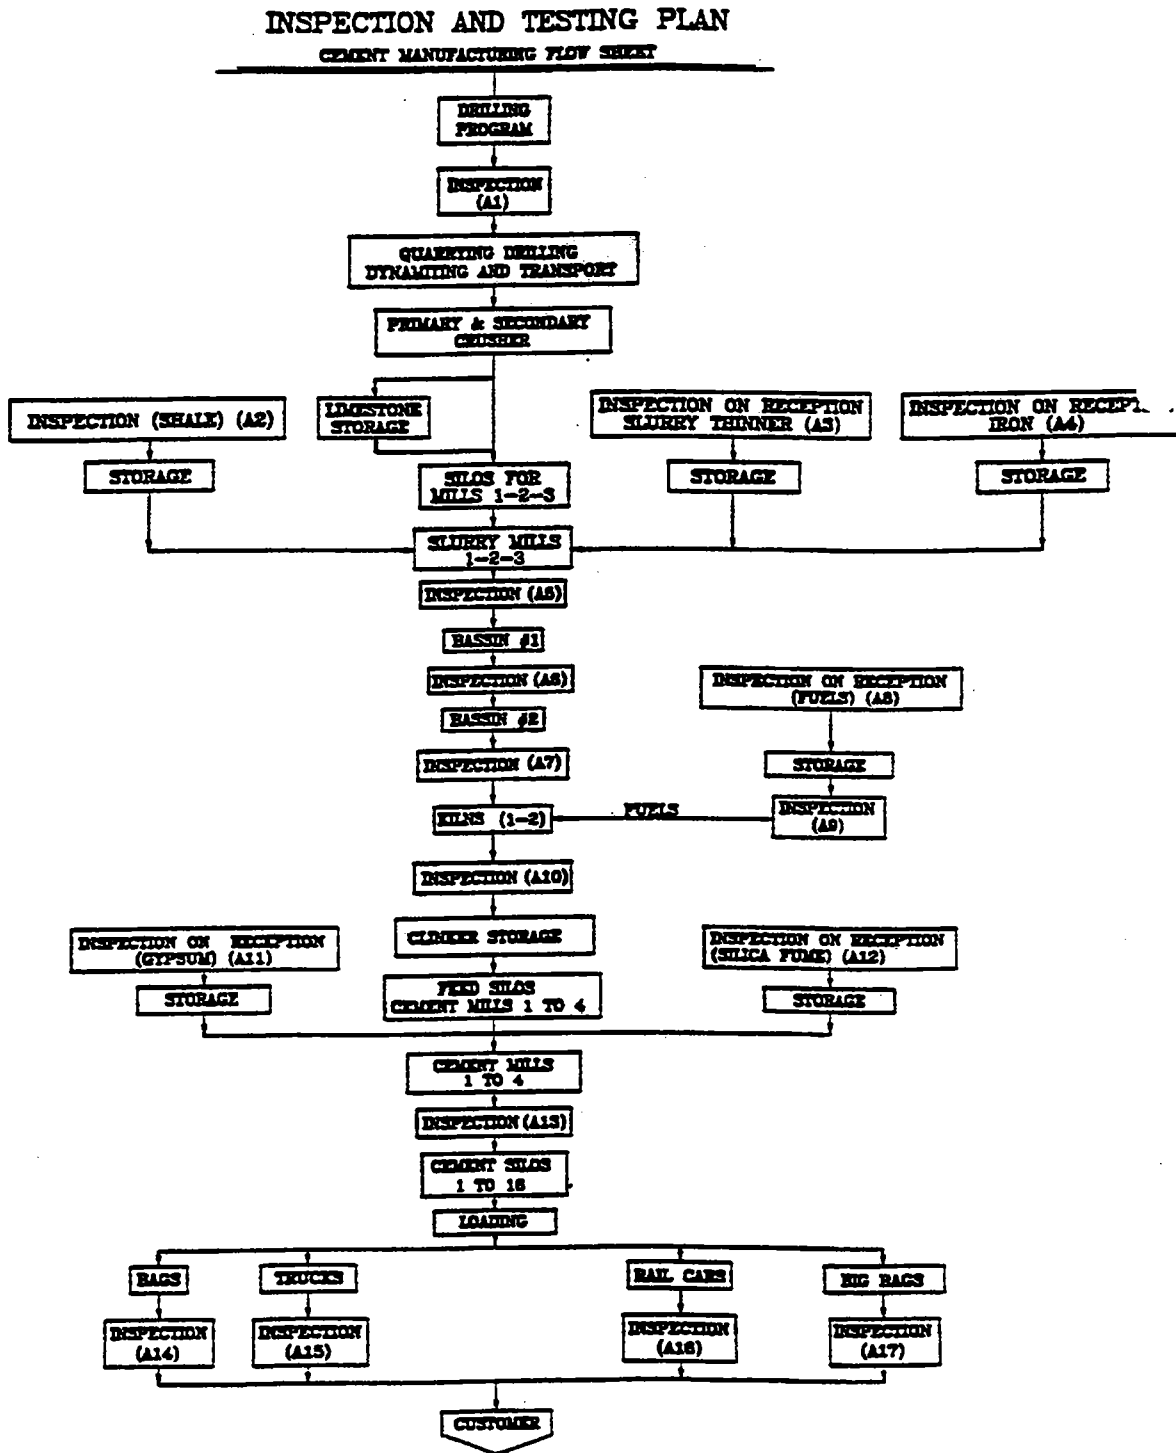 INSPECTION AND TESTING PLAN
CEMENT MANUFACTURING FLOW SHEET
DRILLING
PROGRAM
INSPECTION
(A1)
QUARRYING DRILLING
DYNAMITING AND TRANSPORT
PRIMARY & SECONDARY
CRUSHER
INSPECTION (SHALE) (A2)
LIMESTONE
STORAGE
INSPECTION ON RECEPTION
SLURRY THINNER (A3)
INSPECTION ON RECEPT
IRON (A4)
STORAGE
SILOS FOR
MILLS 1-2-3
STORAGE
STORAGE
SLURRY MILLS
1-2-3
INSPECTION (A5)
BASSIN #1
INSPECTION (A6)
INSPECTION ON RECEPTION
(FUELS) (A8)
BASSIN #2
INSPECTION (A7)
STORAGE
KILNS (1-2)
FUELS
INSPECTION
(A9)
INSPECTION (A10)
CLINKER STORAGE
INSPECTION ON RECEPTION
(GYPSUM) (A11)
INSPECTION ON RECEPTION
(SILICA FUME) (A12)
STORAGE
FEED SILOS
CEMENT MILLS 1 TO 4
STORAGE
CEMENT MILLS
1 TO 4
INSPECTION (A13)
CEMENT SILOS
1 TO
LOADING
BAGS
TRUCKS
RAIL CARS
BIG BAGS
INSPECTION
(A14)
INSPECTION
(A15)
INSPECTION
(A16)
INSPECTION
(A17)
CUSTOMER